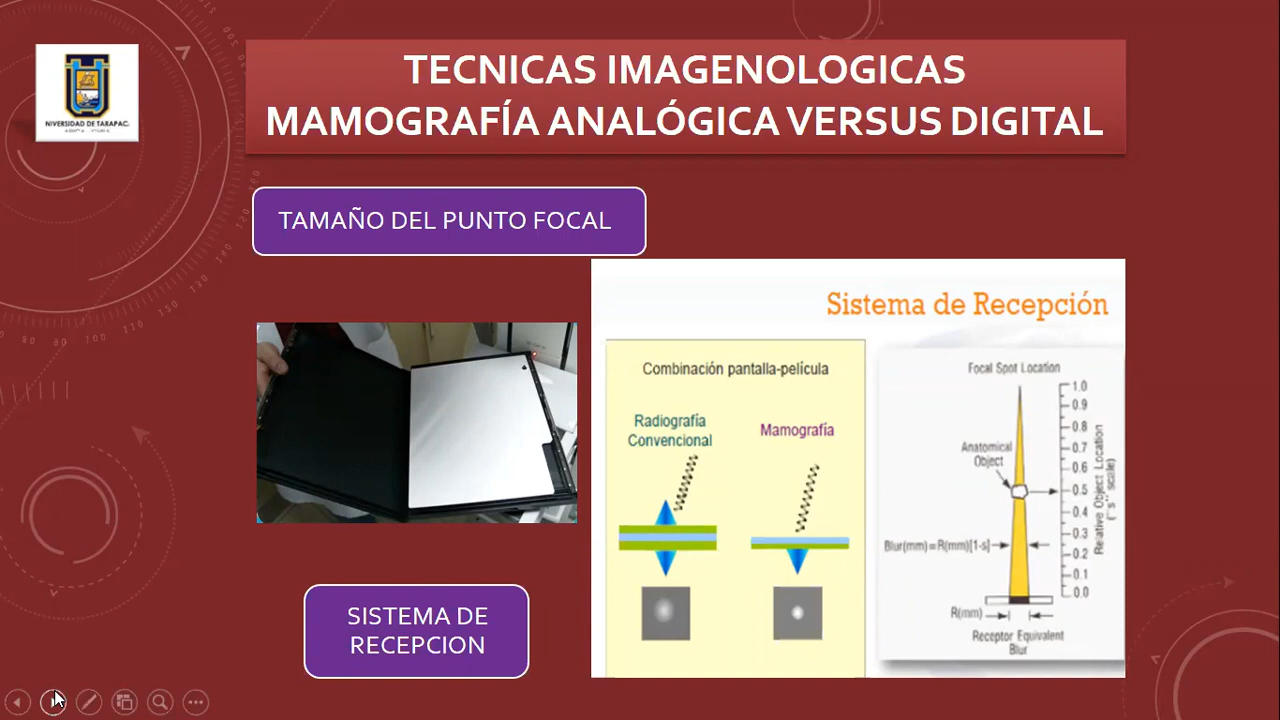 TECNICAS IMAGENOLOGICAS
MAMOGRAFÍA ANALÓGICA VERSUS DIGITAL
NIVERSIDAD DE TARAPAC
TAMAÑO DEL PUNTO FOCAL
Sistema de Recepción
Combinación pantalla-película
Radiografía
Convencional
Mamografía
Focal Spot Location
1.0
0.9
0.8
0.7
0.6
0.5
0.4
0.3
0.2
0.1
0.0
Anatomical
Object
Relative Object Location
("s" scale)
Blur(mm)=R(mm)[1-s]
R(mm)
Receptor Equivalent
Blur
SISTEMA DE
RECEPCION